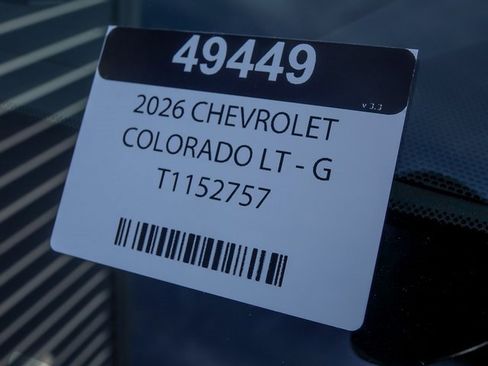 49449
v 3.3
2026 CHEVROLET
COLORADO LT - G
T1152757